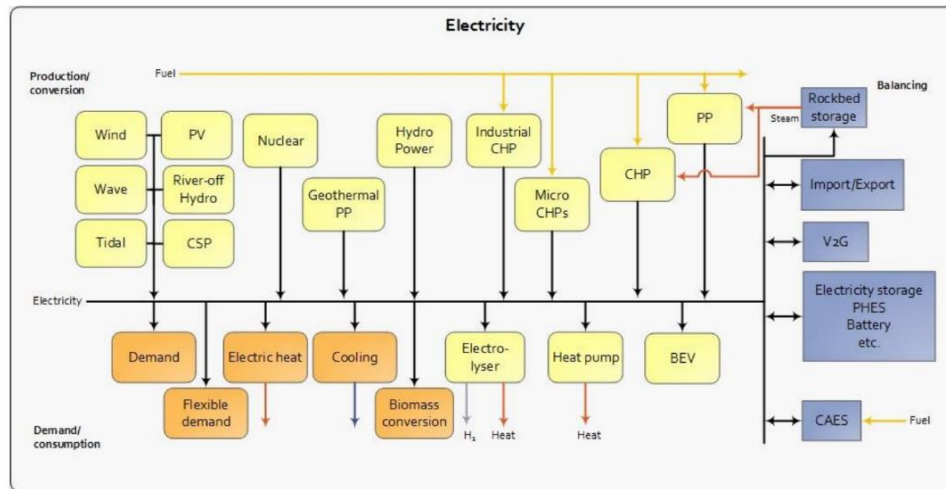 Electricity
Production/
conversion
Fuel
Balancing
Wind
PV
Nuclear
Hydro
Power
Industrial
CHP
PP
Steam
Rockbed
storage
Wave
River-off
Hydro
Geothermal
PP
Micro
CHPs
CHP
Import/Export
Tidal
CSP
V2G
Electricity
Electricity storage
PHES
Battery
etc.
Demand
Electric heat
Cooling
Electro-
lyser
Heat pump
BEV
Flexible
demand
Biomass
conversion
Demand/
consumption
H₂
Heat
Heat
CAES
Fuel